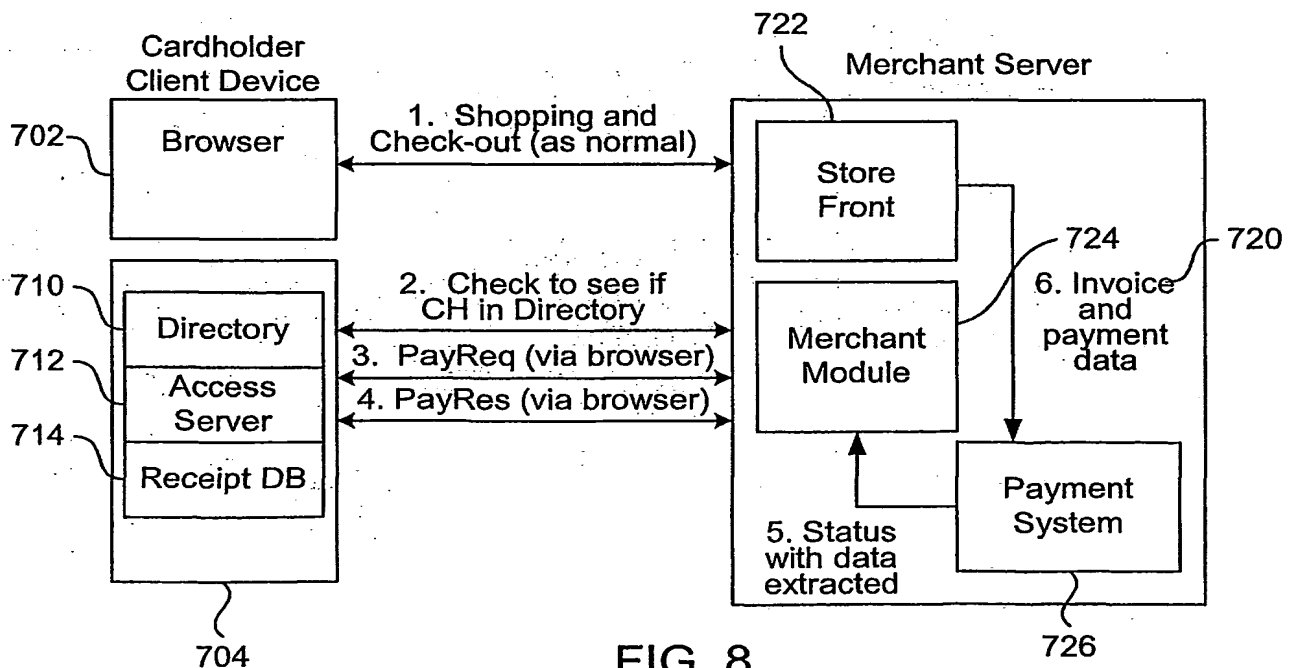 Cardholder
Client Device
702
Browser
1. Shopping and
Check-out (as normal)
722
Merchant Server
Store
Front
724
720
710
Directory
712
Access
Server
714
Receipt DB
704
2. Check to see if
CH in Directory
3. PayReq (via browser)
4. PayRes (via browser)
Merchant
Module
6. Invoice
and
payment
data
5. Status
with data
extracted
Payment
System
726
FIG. 8